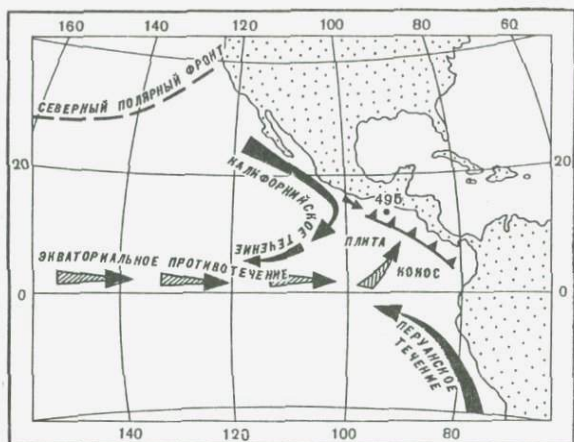 160 140 120 100 80 60
СЕВЕРНЫЙ ПОЛЯРНЫЙ ФРОНТ
20 20
КАЛИФОРНИЙСКОЕ
ТЕЧЕНИЕ
495
ЭКВАТОРИАЛЬНОЕ ПРОТИВОТЕЧЕНИЕ
ПЛИТА
КОКОС
0 0
ПЕРУАНСКОЕ
ТЕЧЕНИЕ
140 120 100 80